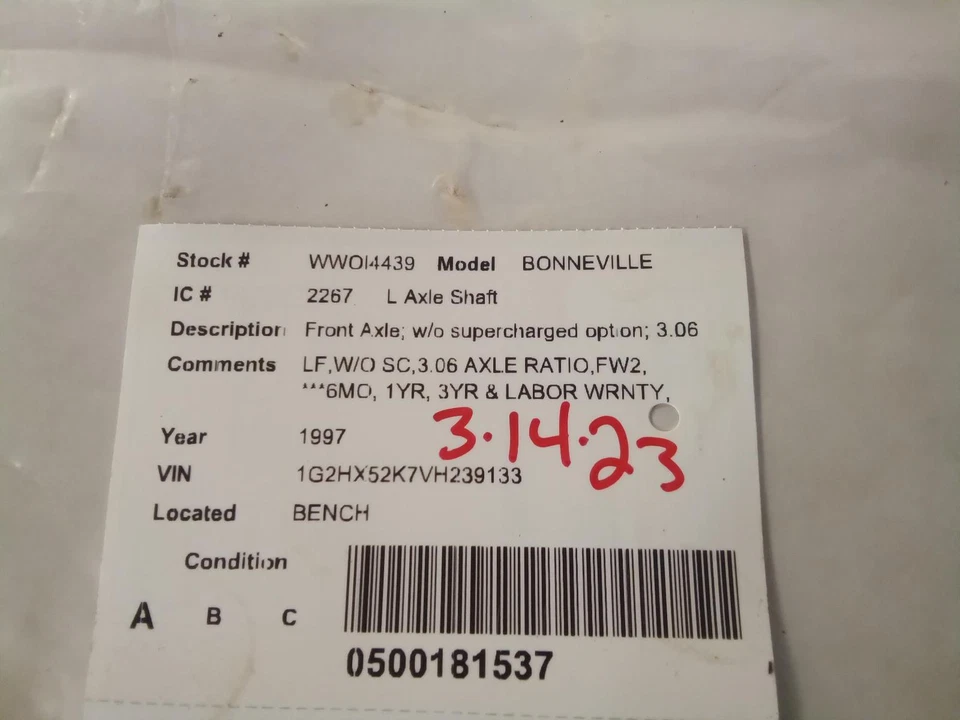 Stock # WWOI4439 Model BONNEVILLE
IC # 2267 L Axle Shaft
Description Front Axle; w/o supercharged option; 3.06
Comments LF,W/O SC,3.06 AXLE RATIO,FW2,
***6MO, 1YR, 3YR & LABOR WRNTY,
3.14.23
Year 1997
VIN 1G2HX52K7VH239133
Located BENCH
Condition
A B C
0500181537